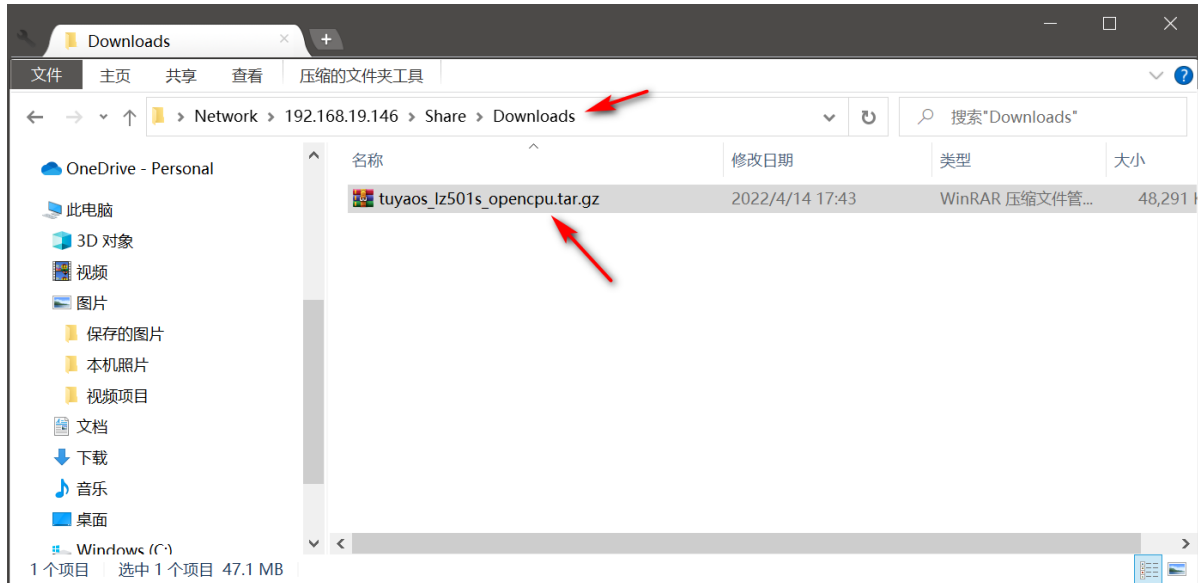 Downloads
文件 主页 共享 查看 压缩的文件夹工具
Network 192.168.19.146 Share Downloads
搜索"Downloads"
名称 修改日期 类型 大小
OneDrive - Personal
tuyaos_lz501s_opencpu.tar.gz 2022/4/14 17:43 WinRAR 压缩文件管... 48,291
此电脑
3D 对象
视频
图片
保存的图片
本机照片
视频项目
文档
下载
音乐
桌面
Windows (C:)
1 个项目 选中 1 个项目 47.1 MB